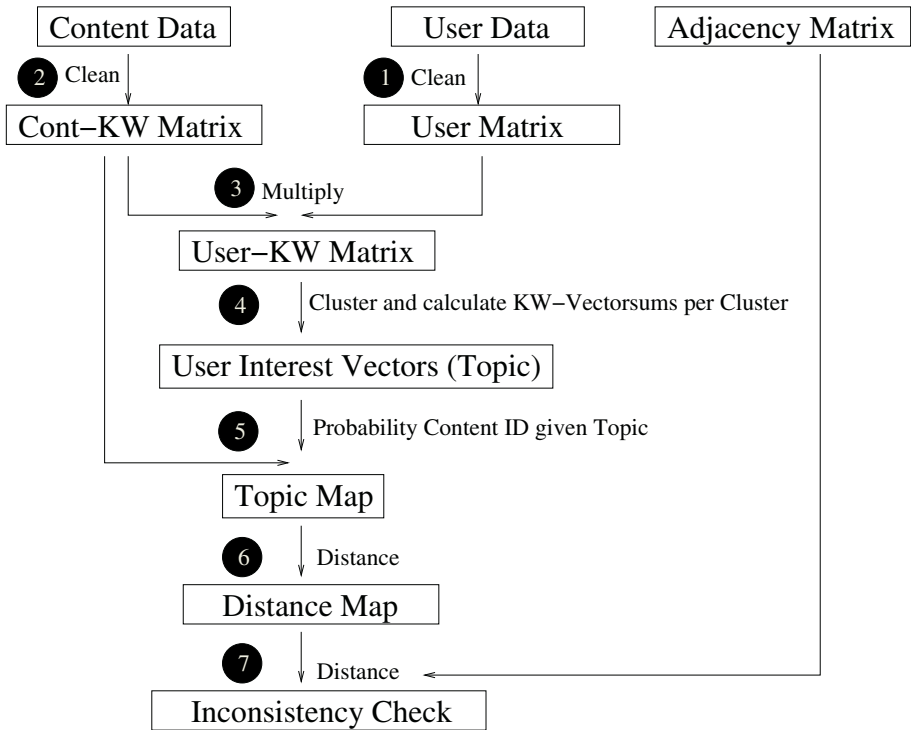 Content Data
User Data
Adjacency Matrix
2 Clean
1 Clean
Cont−KW Matrix
User Matrix
3 Multiply
User−KW Matrix
4 Cluster and calculate KW−Vectorsums per Cluster
User Interest Vectors (Topic)
5 Probability Content ID given Topic
Topic Map
6 Distance
Distance Map
7 Distance
Inconsistency Check